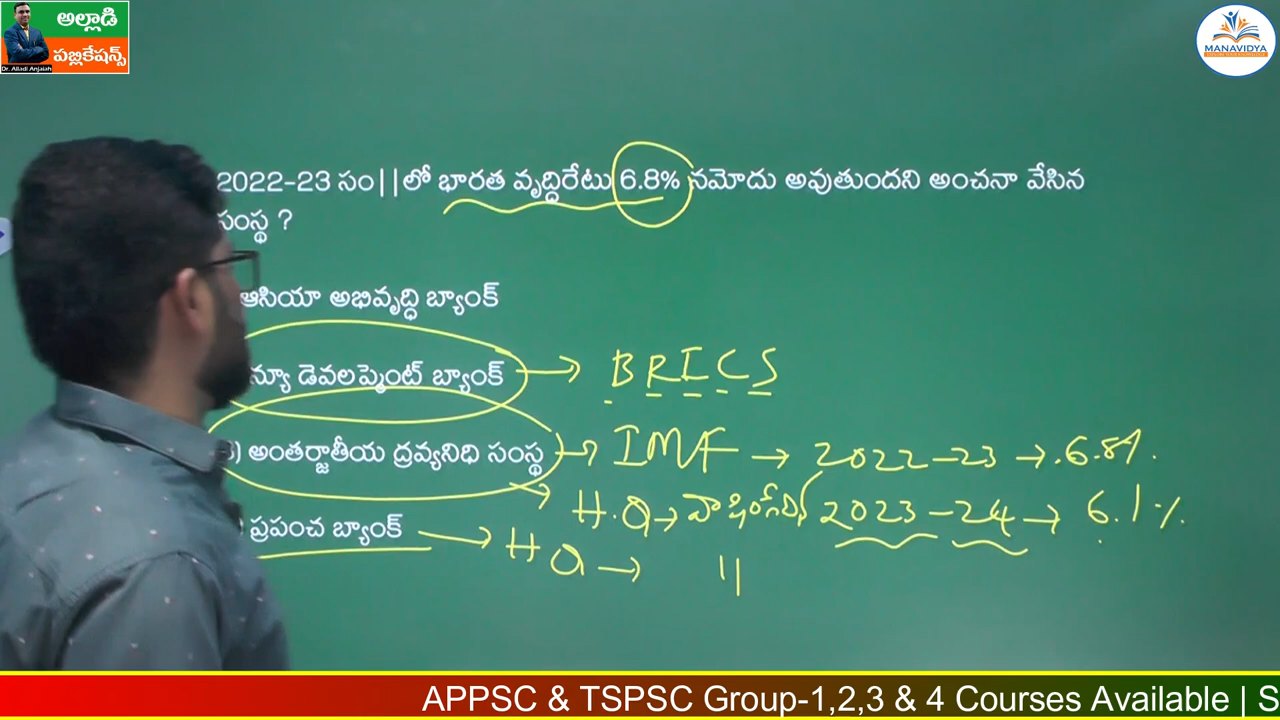 అల్లాడి
పబ్లికేషన్స్
Dr. Alladi Anjaiah
MANAVIDYA
2022-23 సం||లో భారత వృద్ధిరేటు 6.8% నమోదు అవుతుందని అంచనా వేసిన
సంస్థ ?
ఆసియా అభివృద్ధి బ్యాంక్
న్యూ డెవలప్మెంట్ బ్యాంక్ → BRICS
3) అంతర్జాతీయ ద్రవ్యనిధి సంస్థ → IMF → 2022-23 → 6.8%.
→ H.Q → వాషింగ్టన్ 2023-24 → 6.1%.
) ప్రపంచ బ్యాంక్ → HQ → "
APPSC & TSPSC Group-1,2,3 & 4 Courses Available | S